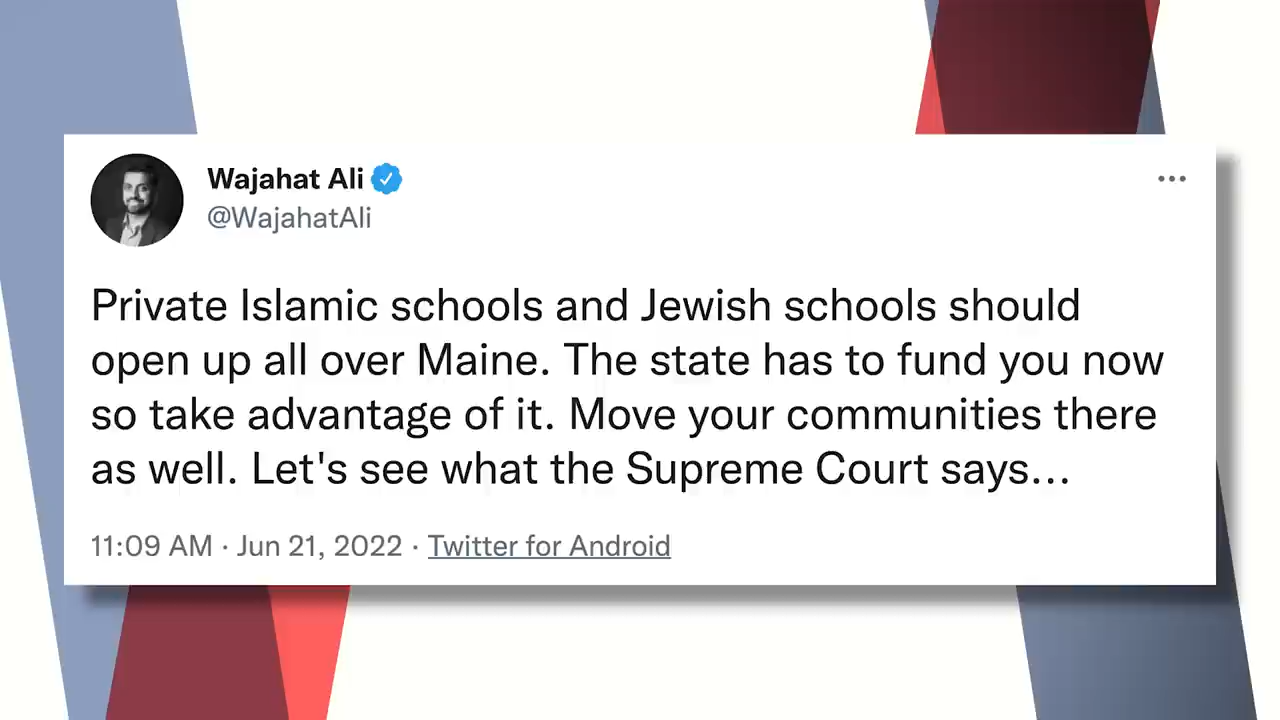 Wajahat Ali
@WajahatAli
Private Islamic schools and Jewish schools should
open up all over Maine. The state has to fund you now
so take advantage of it. Move your communities there
as well. Let's see what the Supreme Court says...
11:09 AM · Jun 21, 2022 · Twitter for Android